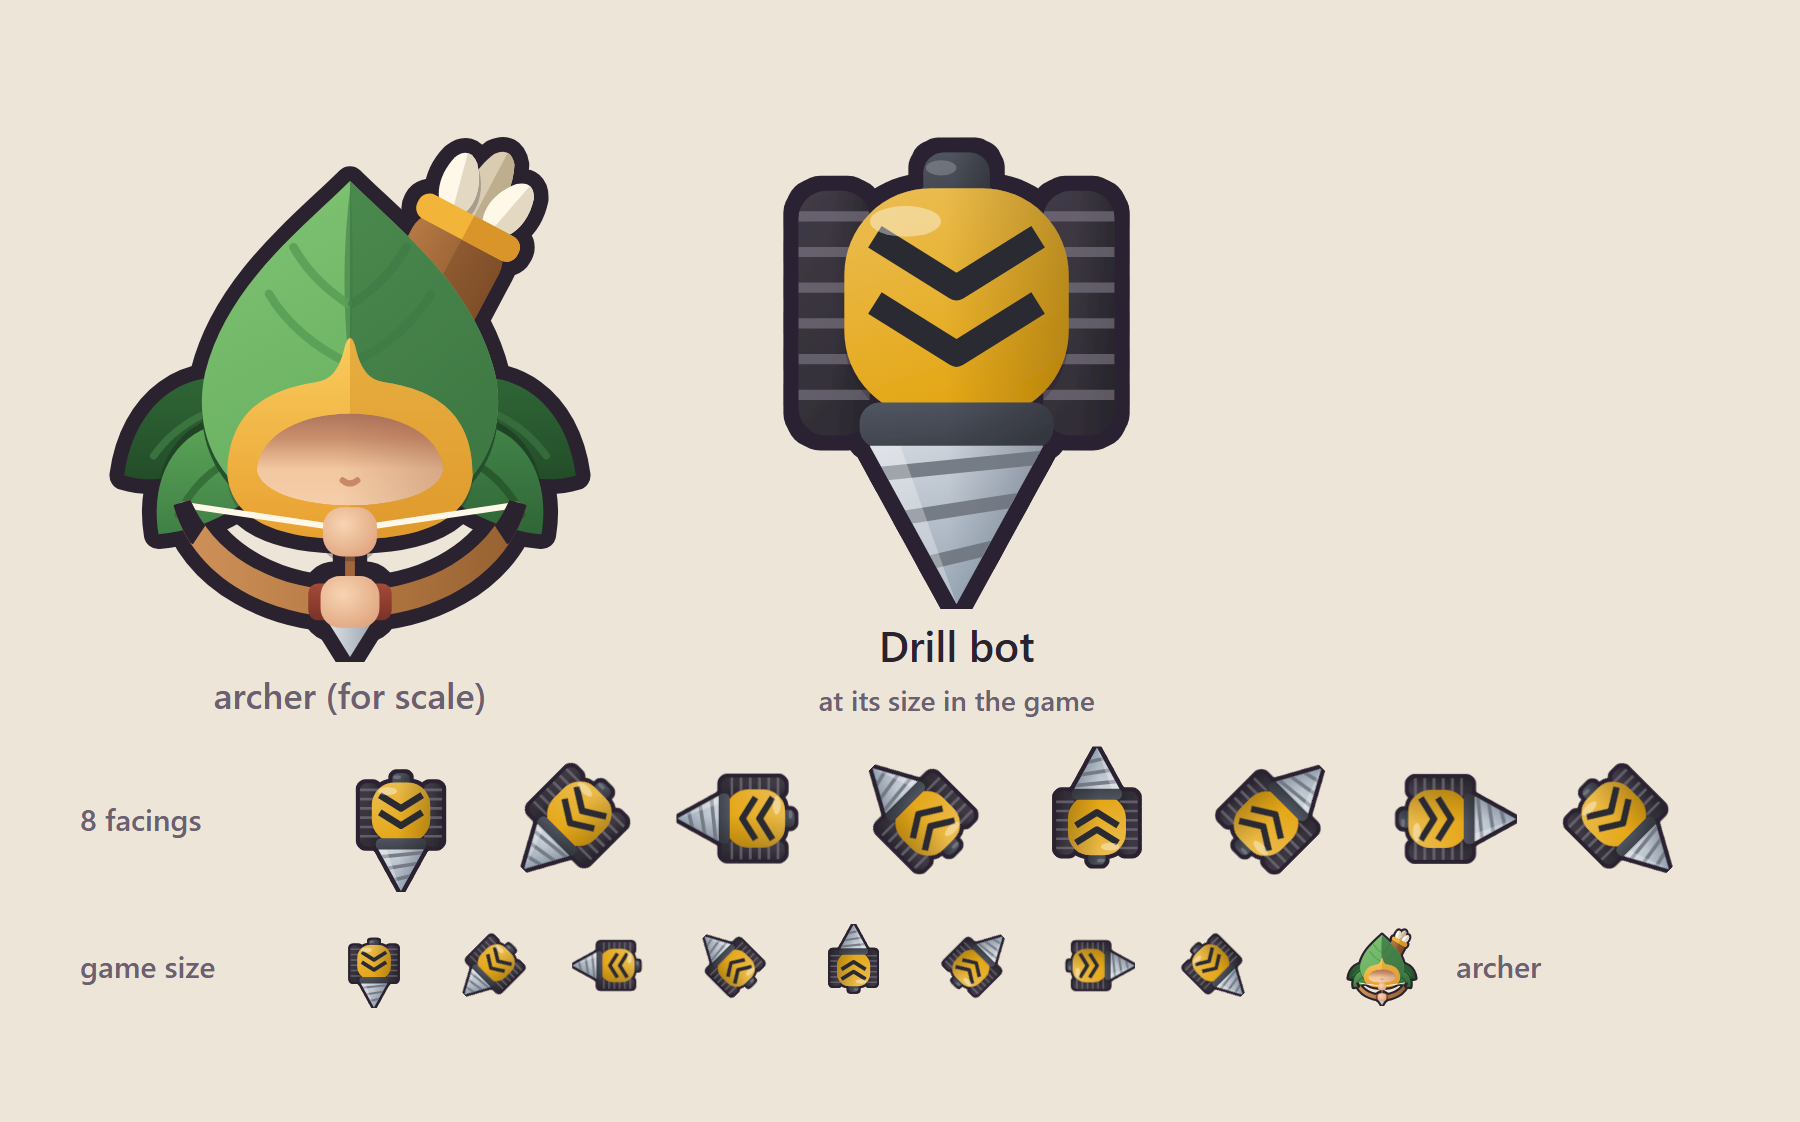 archer (for scale)
Drill bot
at its size in the game
8 facings
game size
archer